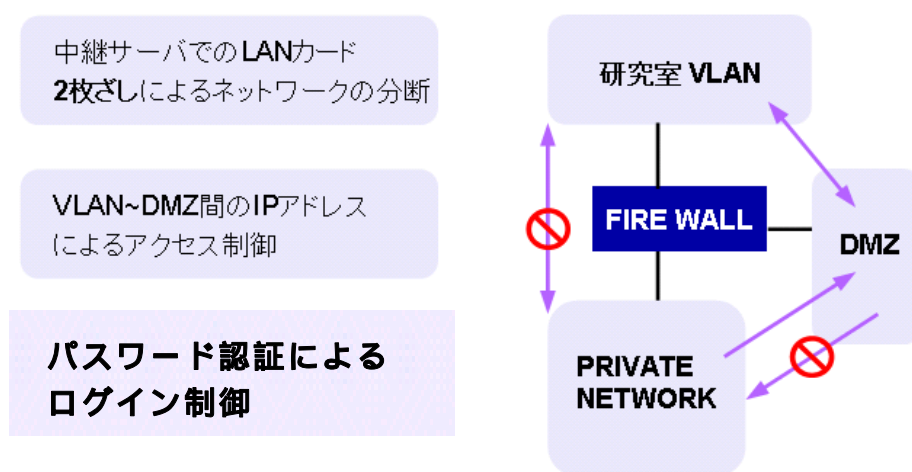 中継サーバでのLANカード
2枚ざしによるネットワークの分断
VLAN~DMZ間のIPアドレス
によるアクセス制御
パスワード認証による
ログイン制御
研究室 VLAN
FIRE WALL
DMZ
PRIVATE
NETWORK